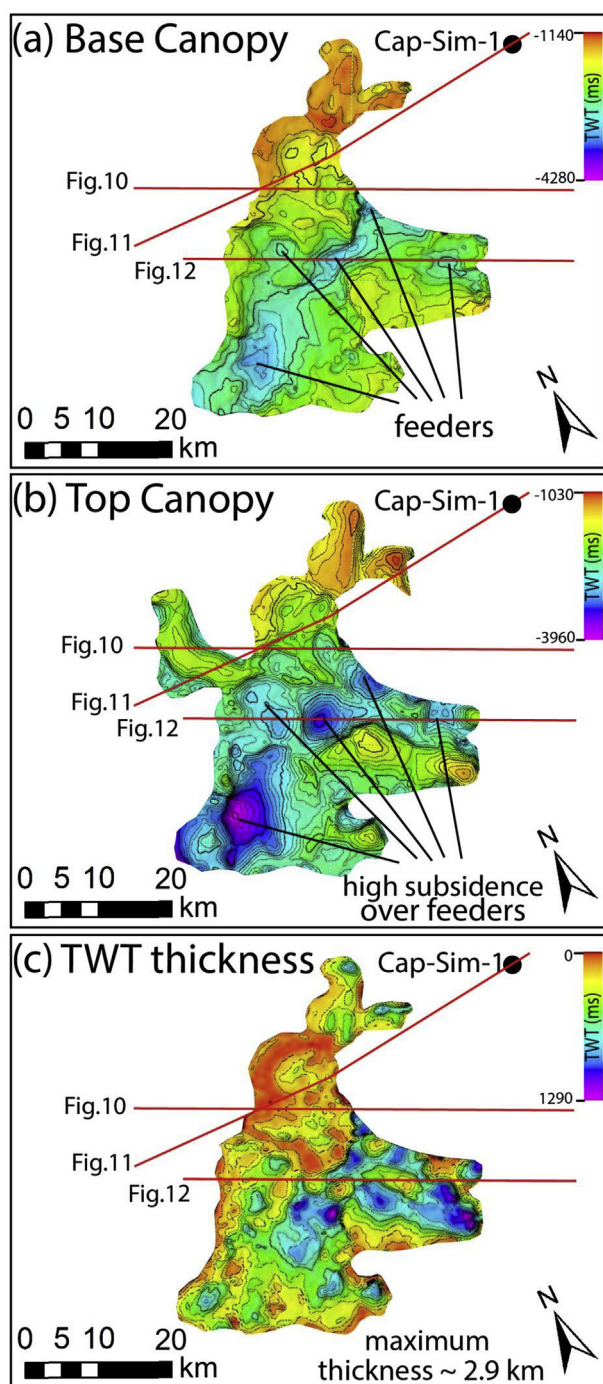 (a) Base Canopy
Cap-Sim-1
-1140
TWT (ms)
-4280
Fig.10
Fig.11
Fig.12
feeders
N
0 5 10 20
km
(b) Top Canopy
Cap-Sim-1
-1030
TWT (ms)
-3960
Fig.10
Fig.11
Fig.12
high subsidence
over feeders
N
0 5 10 20
km
(c) TWT thickness
Cap-Sim-1
0
TWT (ms)
1290
Fig.10
Fig.11
Fig.12
N
0 5 10 20
km
maximum
thickness ~ 2.9 km